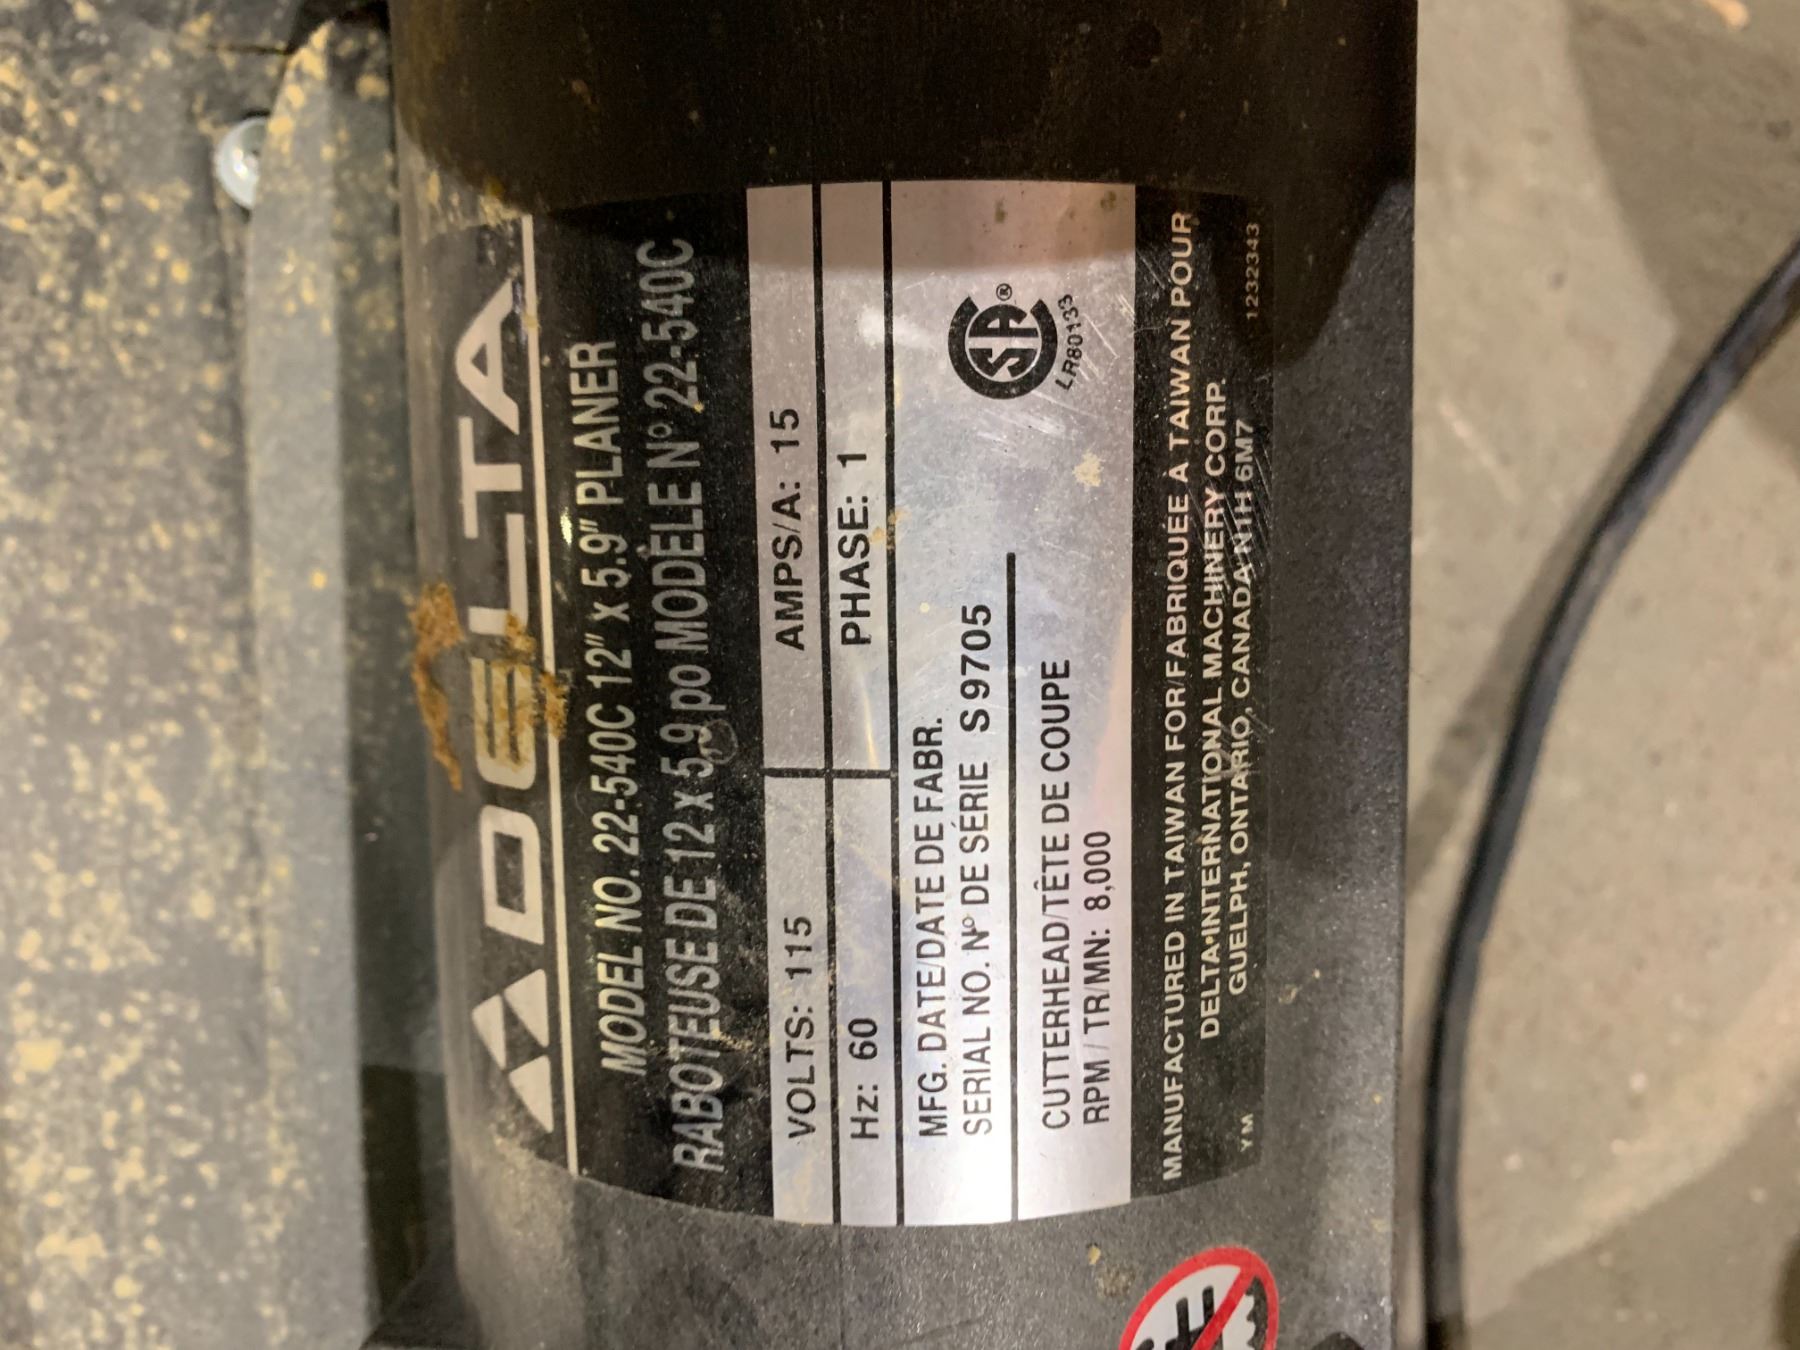 DELTA
MODEL NO. 22-540C 12" x 5.9" PLANER
RABOTEUSE DE 12 x 5,9 po MODÈLE Nº 22-540C
VOLTS: 115 AMPS/A: 15
Hz: 60 PHASE: 1
MFG. DATE/DATE DE FABR.
SERIAL NO. Nº DE SÉRIE S 9705
CUTTERHEAD/TÊTE DE COUPE
RPM / TR/MN: 8,000
SA ®
LR80133
MANUFACTURED IN TAIWAN FOR/FABRIQUÉE À TAIWAN POUR
DELTA INTERNATIONAL MACHINERY CORP.
GUELPH, ONTARIO, CANADA N1H 6M7
YM 1232343